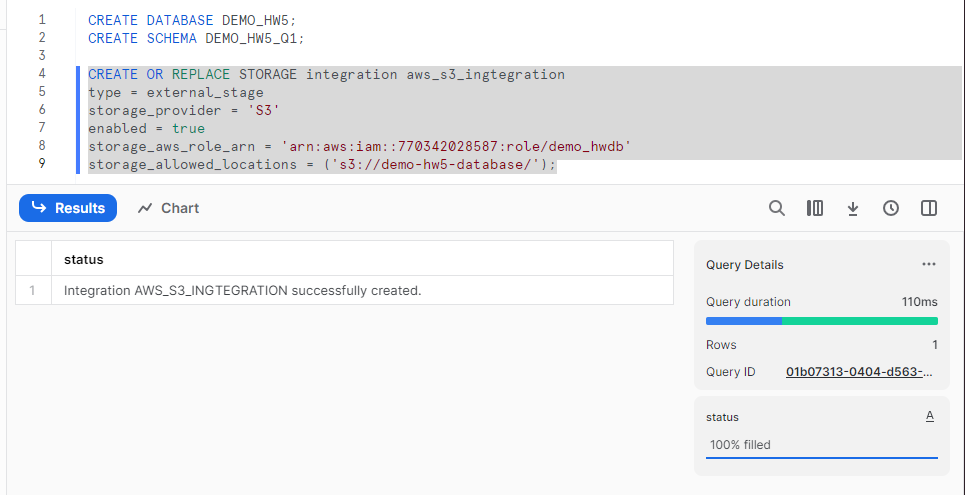 1 CREATE DATABASE DEMO_HW5;
2 CREATE SCHEMA DEMO_HW5_Q1;
3
4 CREATE OR REPLACE STORAGE integration aws_s3_ingtegration
5 type = external_stage
6 storage_provider = 'S3'
7 enabled = true
8 storage_aws_role_arn = 'arn:aws:iam::770342028587:role/demo_hwdb'
9 storage_allowed_locations = ('s3://demo-hw5-database/');
Results Chart
status
1 Integration AWS_S3_INGTEGRATION successfully created.
Query Details ...
Query duration 110ms
Rows 1
Query ID 01b07313-0404-d563-...
status A
100% filled